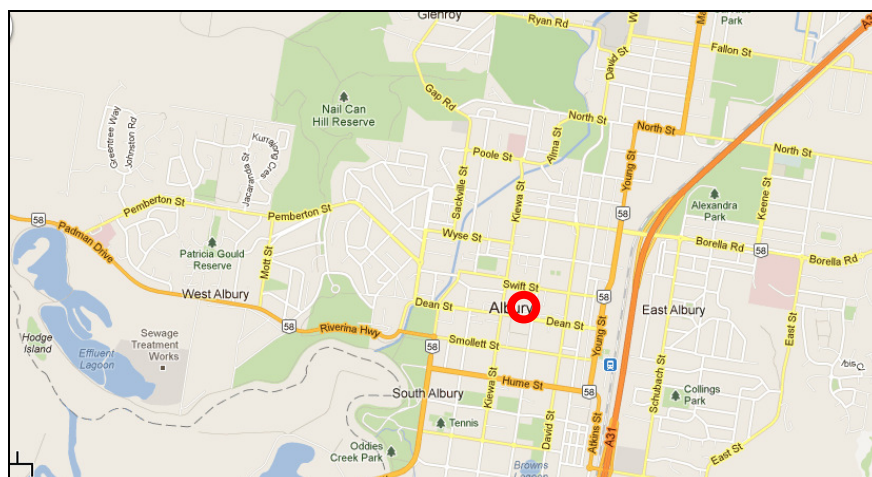 Glenroy
Ryan Rd
David St
Fallon St
Park
Nail Can
Hill Reserve
Gap Rd
North St
North St
North St
Alma St
Greentree Way
Johnston Rd
Kurrajong Cres
Jacaranda St
Poole St
Young St
Sackville St
Kiewa St
Alexandra
Park
Keene St
Pemberton St
Pemberton St
58
58
Padman Drive
Patricia Gould
Reserve
Mott St
Wyse St
Borella Rd
58
Borella Rd
West Albury
Swift St
58
Dean St
Albury
Dean St
East Albury
East St
Hodge
Island
Effluent
Lagoon
Sewage
Treatment
Works
58
Riverina Hwy
58
Smollett St
Young St
Hume St
58
South Albury
Kiewa St
Schubach St
Collings
Park
Tennis
David St
Atkins St
A31
East St
Oddies
Creek Park
Browns
Lagoon